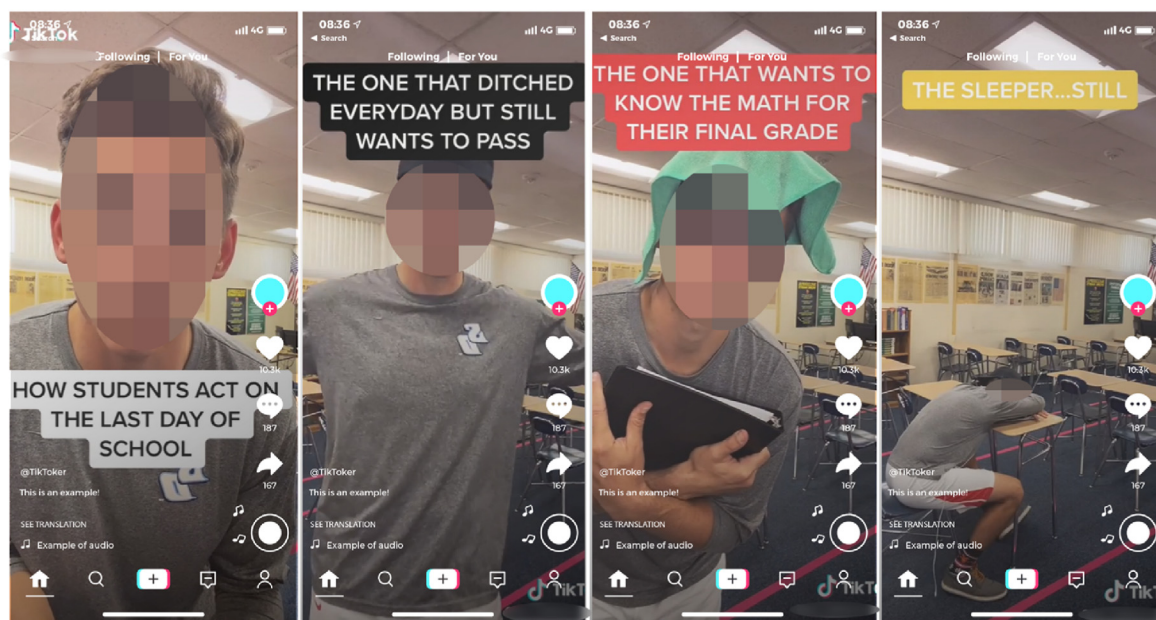 08:36
TikTok
Search
4G
Following | For You
HOW STUDENTS ACT ON
THE LAST DAY OF
SCHOOL
10.3k
187
167
@TikToker
This is an example!
SEE TRANSLATION
Example of audio
08:36
Search
4G
Following | For You
THE ONE THAT DITCHED
EVERYDAY BUT STILL
WANTS TO PASS
10.3k
187
167
@TikToker
This is an example!
SEE TRANSLATION
Example of audio
TikT
08:36
Search
4G
Following | For You
THE ONE THAT WANTS TO
KNOW THE MATH FOR
THEIR FINAL GRADE
10.3k
187
167
@TikToker
This is an example!
SEE TRANSLATION
Example of audio
TikT
08:36
Search
4G
Following | For You
THE SLEEPER...STILL
10.3k
187
167
@TikToker
This is an example!
SEE TRANSLATION
Example of audio
TikT